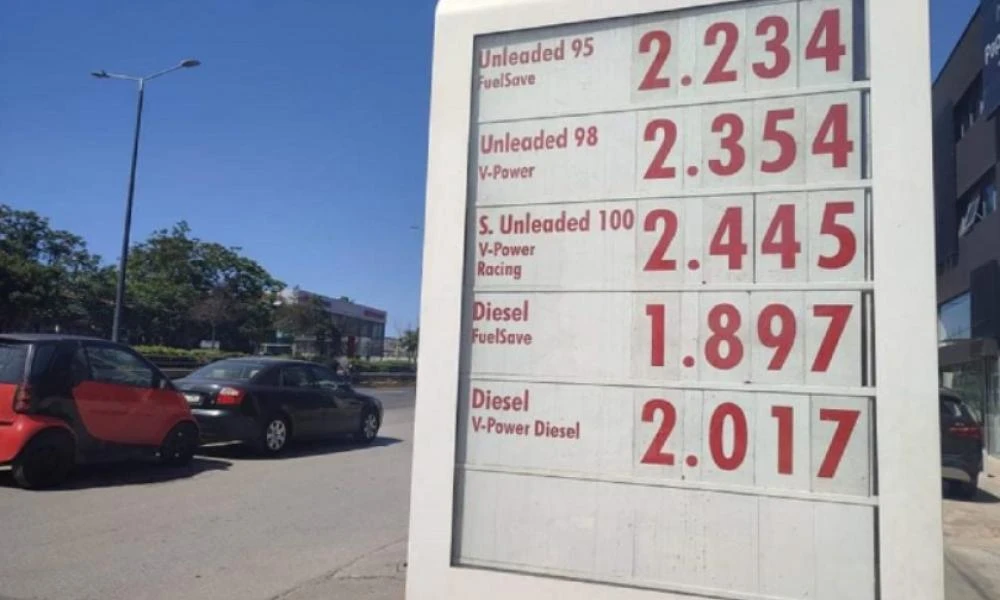 Unleaded 95 2.234
FuelSave
Unleaded 98 2.354
V-Power
S. Unleaded 100 2.445
V-Power
Racing
Diesel 1.897
FuelSave
Diesel 2.017
V-Power Diesel